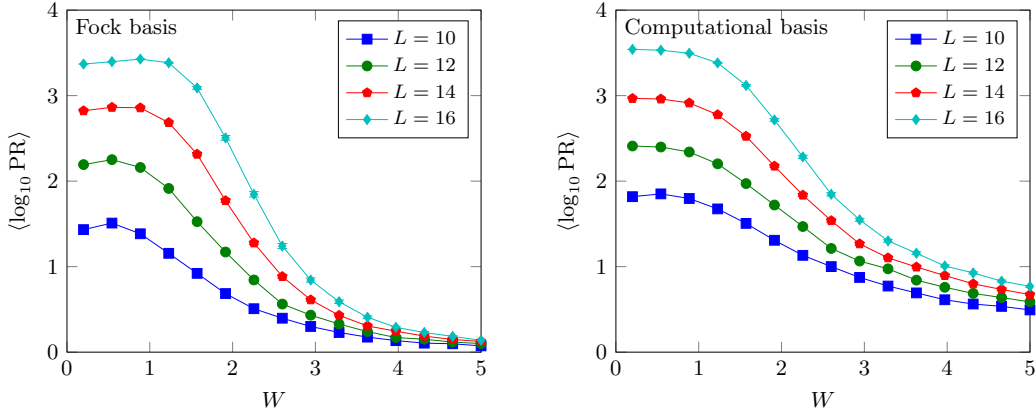 Fock basis
L = 10
L = 12
L = 14
L = 16
⟨log₁₀ PR⟩
4
3
2
1
0
0 1 2 3 4 5
W
Computational basis
L = 10
L = 12
L = 14
L = 16
⟨log₁₀ PR⟩
4
3
2
1
0
0 1 2 3 4 5
W